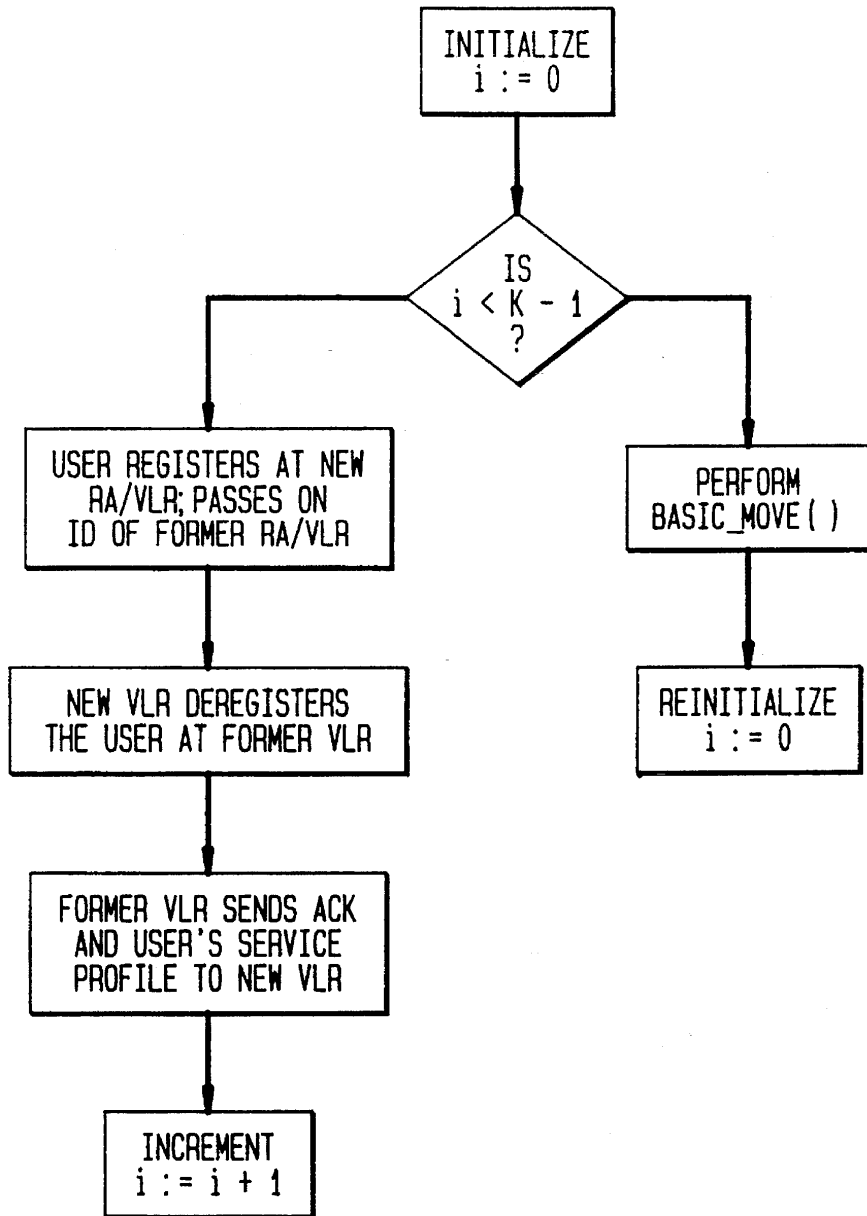 INITIALIZE
i := 0
IS
i < K - 1
?
USER REGISTERS AT NEW
RA/VLR; PASSES ON
ID OF FORMER RA/VLR
PERFORM
BASIC_MOVE( )
NEW VLR DEREGISTERS
THE USER AT FORMER VLR
REINITIALIZE
i := 0
FORMER VLR SENDS ACK
AND USER'S SERVICE
PROFILE TO NEW VLR
INCREMENT
i := i + 1